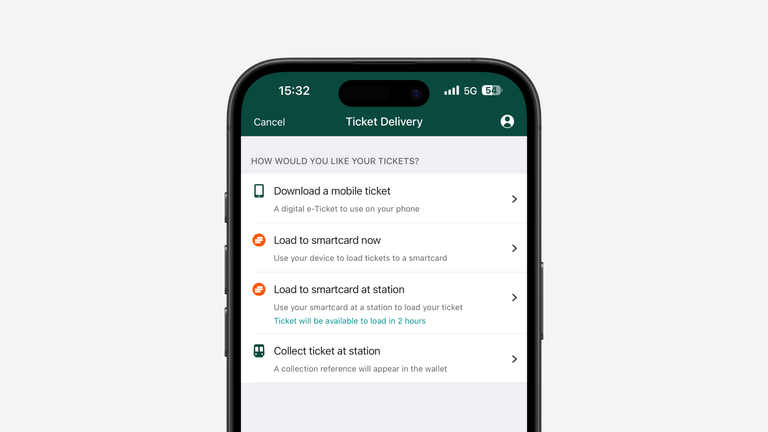 15:32
5G
54
Cancel
Ticket Delivery
HOW WOULD YOU LIKE YOUR TICKETS?
Download a mobile ticket
A digital e-Ticket to use on your phone
Load to smartcard now
Use your device to load tickets to a smartcard
Load to smartcard at station
Use your smartcard at a station to load your ticket
Ticket will be available to load in 2 hours
Collect ticket at station
A collection reference will appear in the wallet